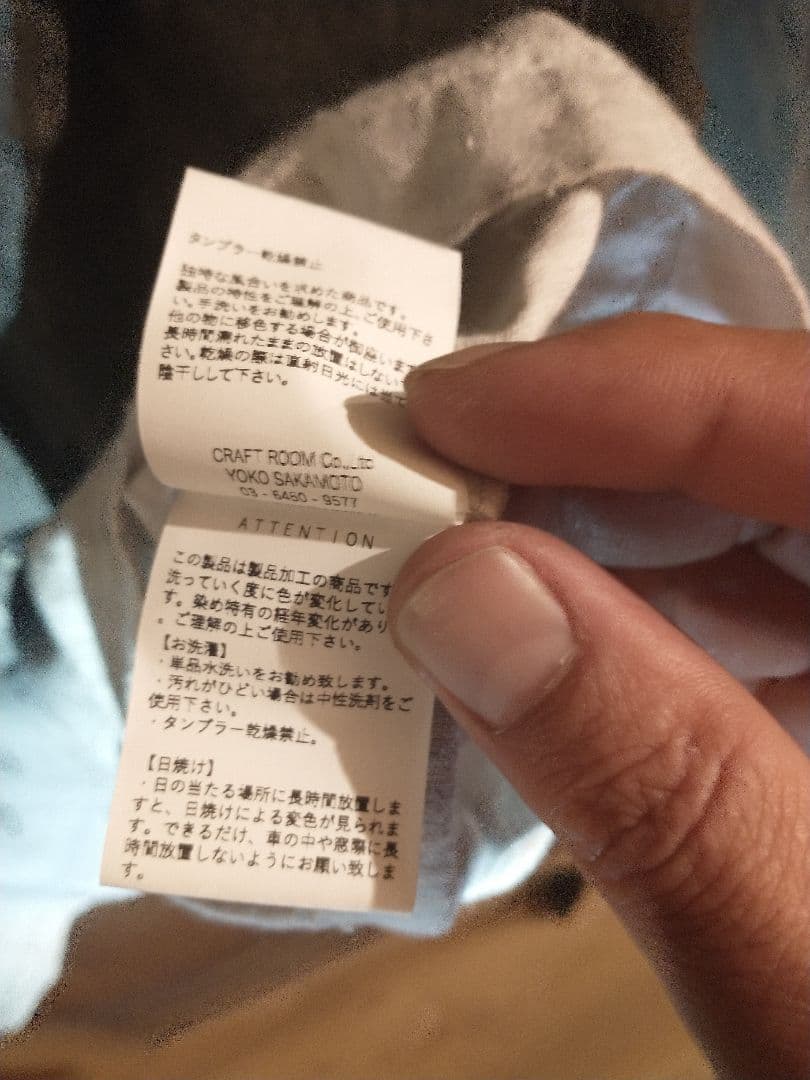 タンブラー乾燥禁止
独特な風合いを求めた商品です。
製品の特性をご理解の上、ご使用下さ
い。手洗いをお勧めします。
他の物に移色する場合が御座います
長時間濡れたままの放置はしない
さい。乾燥の際は直射日光には
陰干しして下さい。
CRAFT ROOM Co.,Ltd
YOKO SAKAMOTO
03-6450-9577
ATTENTION
この製品は製品加工の商品です
洗っていく度に色が変化してい
す。染め特有の経年変化があり
。ご理解の上ご使用下さい。
【お洗濯】
・単品水洗いをお勧め致します。
・汚れがひどい場合は中性洗剤をご
使用下さい。
・タンブラー乾燥禁止。
【日焼け】
・日の当たる場所に長時間放置しま
すと、日焼けによる変色が見られま
す。できるだけ、車の中や窓際に長
時間放置しないようにお願い致しま
す。